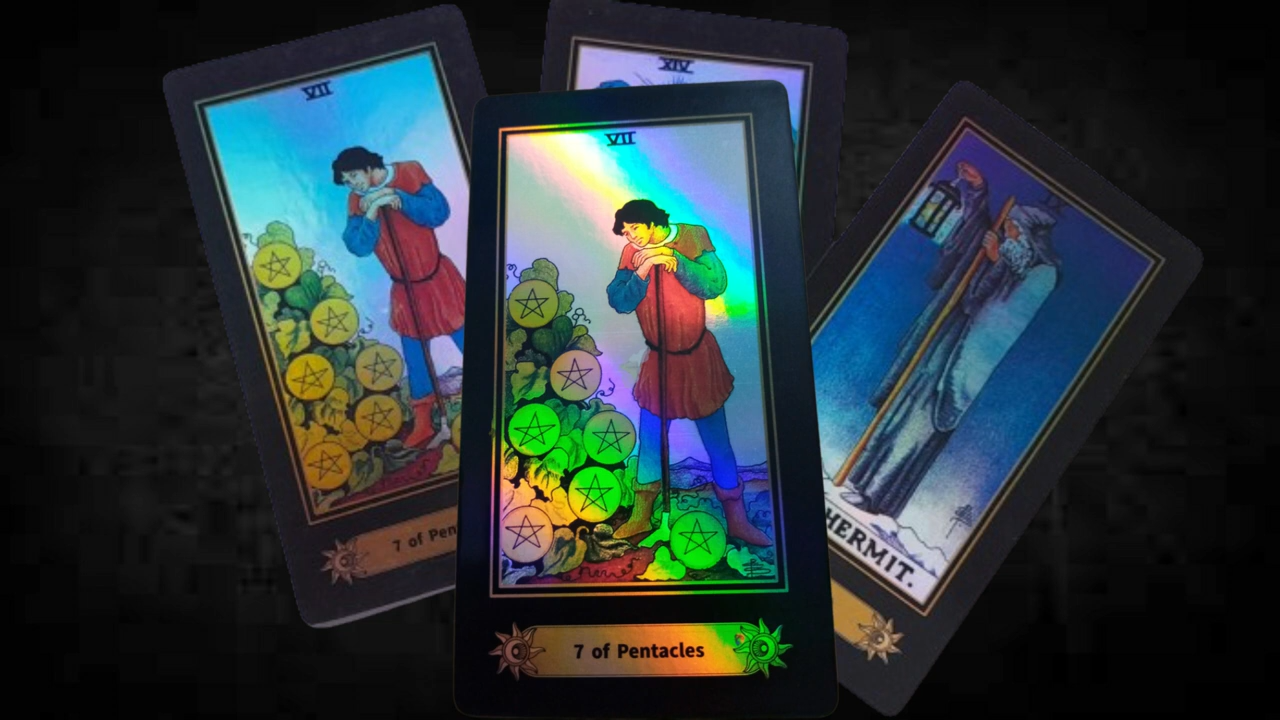 VII
7 of Pen
XIV
VII
7 of Pentacles
HERMIT.